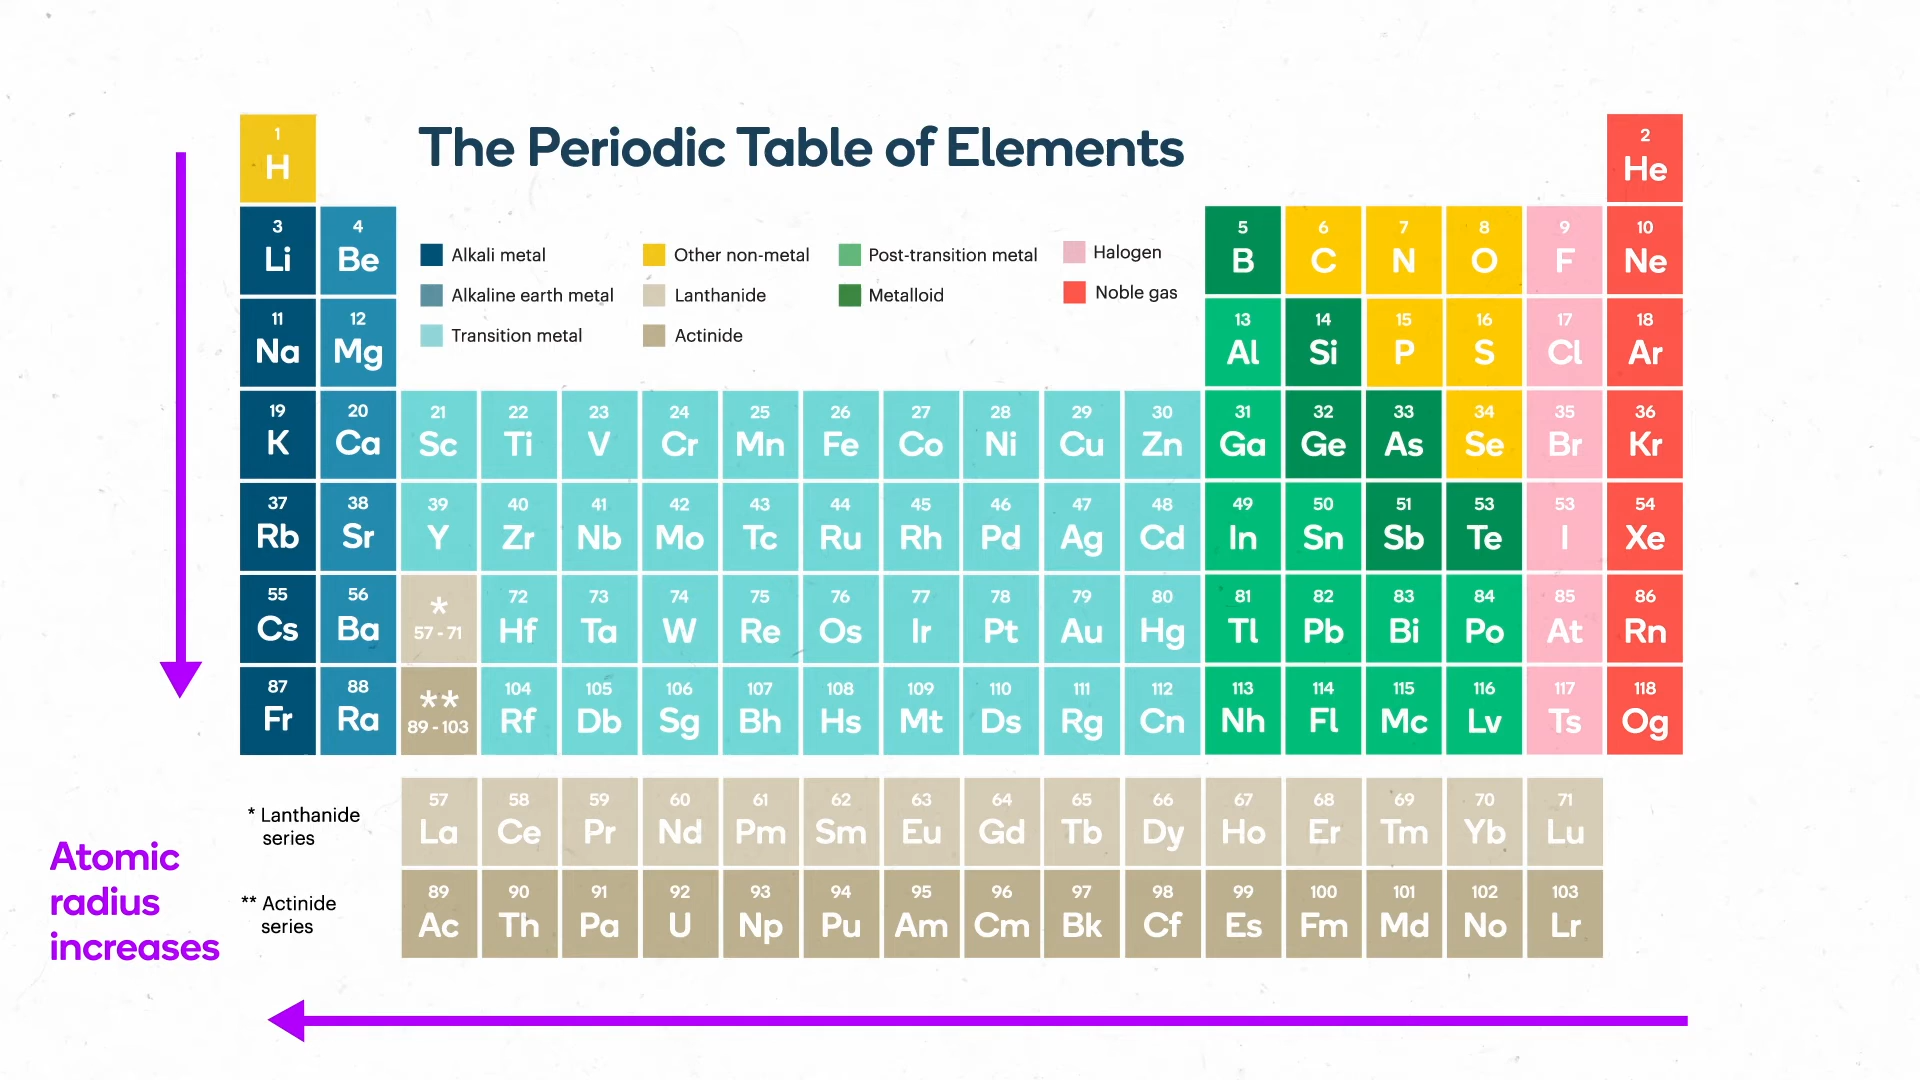 The Periodic Table of Elements
1 2
H He
Alkali metal Other non-metal Post-transition metal Halogen
Alkaline earth metal Lanthanide Metalloid Noble gas
Transition metal Actinide
3 4 5 6 7 8 9 10
Li Be B C N O F Ne
11 12 13 14 15 16 17 18
Na Mg Al Si P S Cl Ar
19 20 21 22 23 24 25 26 27 28 29 30 31 32 33 34 35 36
K Ca Sc Ti V Cr Mn Fe Co Ni Cu Zn Ga Ge As Se Br Kr
37 38 39 40 41 42 43 44 45 46 47 48 49 50 51 53 53 54
Rb Sr Y Zr Nb Mo Tc Ru Rh Pd Ag Cd In Sn Sb Te I Xe
55 56 * 72 73 74 75 76 77 78 79 80 81 82 83 84 85 86
Cs Ba 57 - 71 Hf Ta W Re Os Ir Pt Au Hg Tl Pb Bi Po At Rn
87 88 ** 104 105 106 107 108 109 110 111 112 113 114 115 116 117 118
Fr Ra 89 - 103 Rf Db Sg Bh Hs Mt Ds Rg Cn Nh Fl Mc Lv Ts Og
* Lanthanide
series
57 58 59 60 61 62 63 64 65 66 67 68 69 70 71
La Ce Pr Nd Pm Sm Eu Gd Tb Dy Ho Er Tm Yb Lu
** Actinide
series
89 90 91 92 93 94 95 96 97 98 99 100 101 102 103
Ac Th Pa U Np Pu Am Cm Bk Cf Es Fm Md No Lr
Atomic
radius
increases